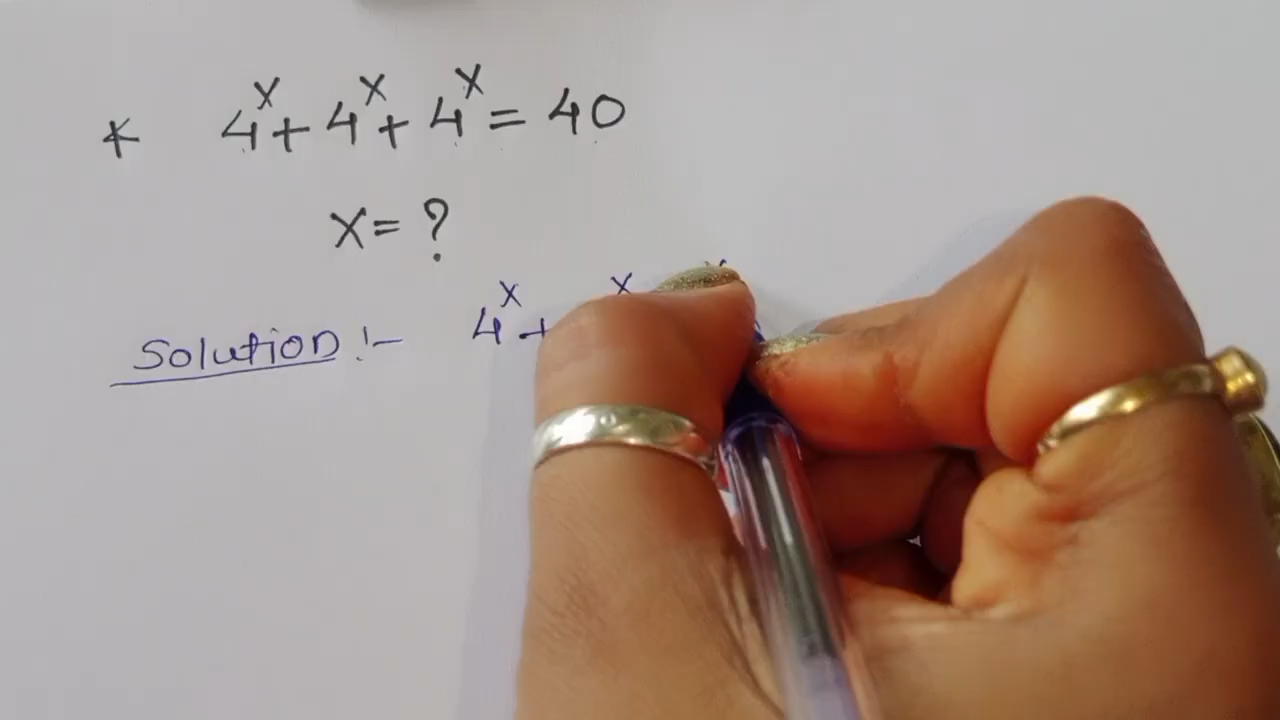 * 4^x + 4^x + 4^x = 40
x = ?
Solution :- 4^x + x